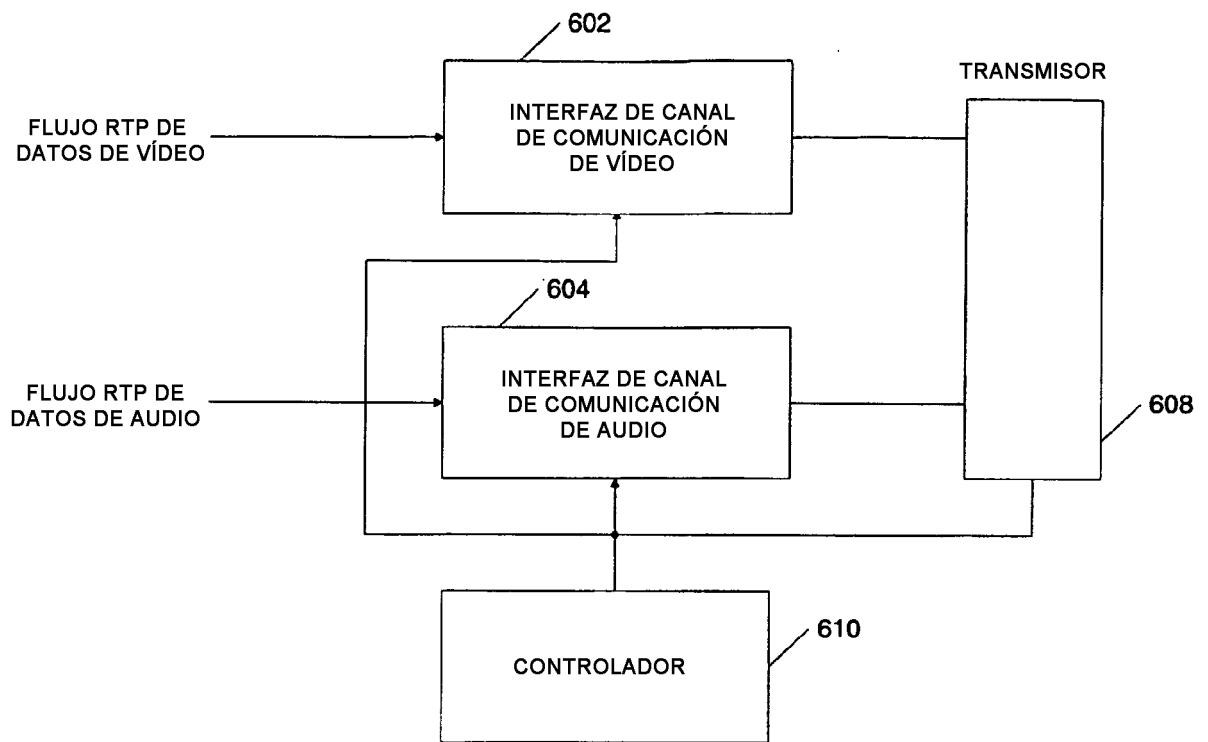 602
TRANSMISOR
FLUJO RTP DE
DATOS DE VÍDEO
INTERFAZ DE CANAL
DE COMUNICACIÓN
DE VÍDEO
604
FLUJO RTP DE
DATOS DE AUDIO
INTERFAZ DE CANAL
DE COMUNICACIÓN
DE AUDIO
608
610
CONTROLADOR